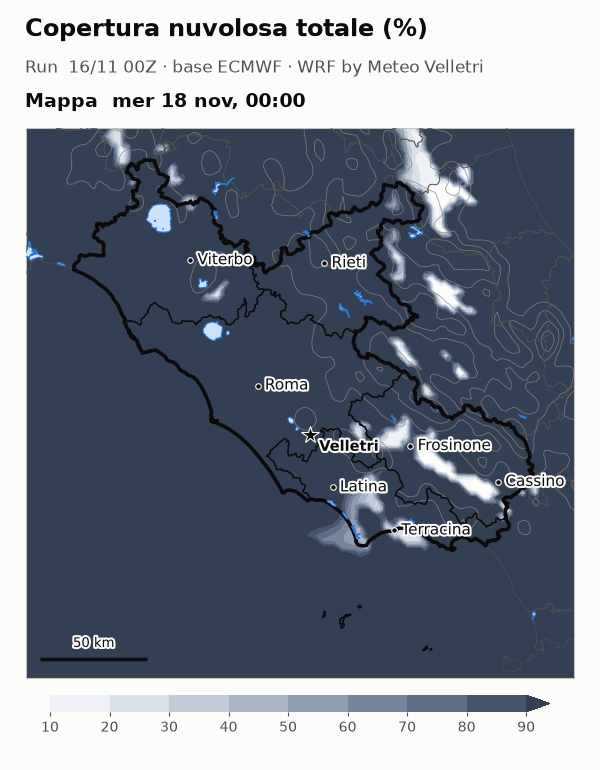 Copertura nuvolosa totale (%)
Run 16/11 00Z · base ECMWF · WRF by Meteo Velletri
Mappa mer 18 nov, 00:00
Viterbo
Rieti
Roma
Velletri
Frosinone
Latina
Cassino
Terracina
50 km
10 20 30 40 50 60 70 80 90